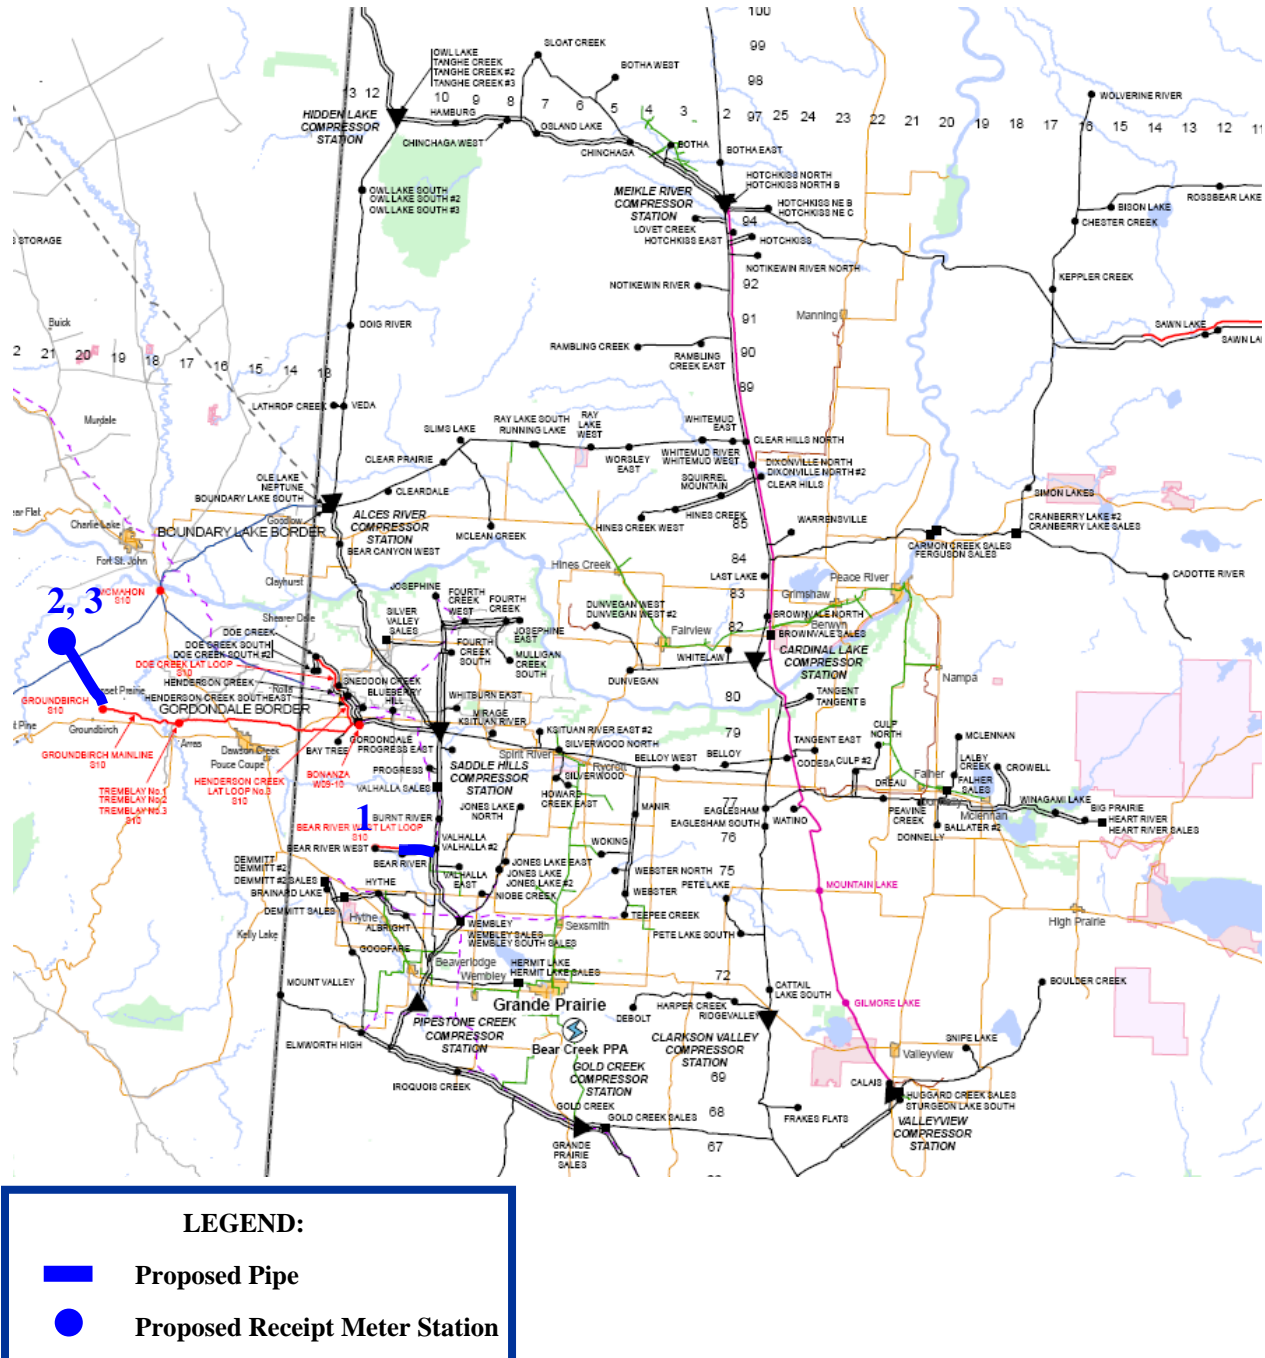 100
99
98
97
SLOAT CREEK
BOTHA WEST
OWL LAKE
TANGHE CREEK
TANGHE CREEK #2
TANGHE CREEK #3
13 12
10 9 8 7 6 5 4 3 2
25 24 23 22 21 20 19 18 17 16 15 14 13 12 11
WOLVERINE RIVER
HIDDEN LAKE
COMPRESSOR
STATION
HAMBURG
CHINCHAGA WEST
OSLAND LAKE
CHINCHAGA
BOTHA
BOTHA EAST
HOTCHKISS NORTH
HOTCHKISS NORTH B
MEIKLE RIVER
COMPRESSOR
STATION
HOTCHKISS NE B
HOTCHKISS NE C
94
LOVET CREEK
HOTCHKISS EAST
HOTCHKISS
OWL LAKE SOUTH
OWL LAKE SOUTH #2
OWL LAKE SOUTH #3
ROSSBEAR LAKE
BISON LAKE
CHESTER CREEK
S STORAGE
NOTIKEWIN RIVER NORTH
NOTIKEWIN RIVER
92
KEPPLER CREEK
DOIG RIVER
Buick
91
Manning
SAWN LAKE
SAWN LA
RAMBLING CREEK
RAMBLING
CREEK EAST
90
2 21 20 19 18 17 16 15 14 13
89
LATHROP CREEK
VEDA
Murdale
SLIMS LAKE
RAY LAKE SOUTH
RUNNING LAKE
RAY
LAKE
WEST
WHITEMUD
EAST
CLEAR HILLS NORTH
WORSLEY
EAST
WHITEMUD RIVER
WHITEMUD WEST
CLEAR PRAIRIE
DIXONVILLE NORTH
DIXONVILLE NORTH #2
CLEAR HILLS
SQUIRREL
MOUNTAIN
OLE LAKE
NEPTUNE
BOUNDARY LAKE SOUTH
CLEARDALE
SIMON LAKES
ear Flat
Charlie Lake
Goodlow
BOUNDARY LAKE BORDER
ALCES RIVER
COMPRESSOR
STATION
MCLEAN CREEK
HINES CREEK WEST
HINES CREEK
85
WARRENSVILLE
CRANBERRY LAKE #2
CRANBERRY LAKE SALES
CARMON CREEK SALES
FERGUSON SALES
Fort St. John
BEAR CANYON WEST
84
Hines Creek
LAST LAKE
Peace River
CADOTTE RIVER
Clayhurst
JOSEPHINE
83
Grimshaw
2, 3
MCMAHON
S10
SILVER
VALLEY
SALES
FOURTH
CREEK
WEST
FOURTH
CREEK
DUNVEGAN WEST
DUNVEGAN WEST #2
BROWNVALE NORTH
Berwyn
Shearer Dale
DOE CREEK
DOE CREEK SOUTH
DOE CREEK SOUTH #2
JOSEPHINE
EAST
82
BROWNVALE SALES
Fairview
DOE CREEK LAT LOOP
S10
FOURTH
CREEK
SOUTH
MULLIGAN
CREEK
SOUTH
WHITELAW
CARDINAL LAKE
COMPRESSOR
STATION
HENDERSON CREEK
SNEDDON CREEK
DUNVEGAN
Nampa
Rolls
HENDERSON CREEK SOUTHEAST
BLUEBERRY
HILL
WHITBURN EAST
80
TANGENT
TANGENT B
GROUNDBIRCH
S10
Sunset Prairie
GORDONDALE BORDER
MIRAGE
KSITUAN RIVER
t Pine
Groundbirch
Arras
Dawson Creek
Pouce Coupe
BAY TREE
GORDONDALE
PROGRESS EAST
KSITUAN RIVER EAST #2
SILVERWOOD NORTH
79
CULP
NORTH
MCLENNAN
TANGENT EAST
GROUNDBIRCH MAINLINE
S10
SADDLE HILLS
COMPRESSOR
STATION
Spirit River
Rycroft
BELLOY WEST
BELLOY
CODESA
CULP #2
LALBY
CREEK
CROWELL
PROGRESS
HENDERSON CREEK
LAT LOOP No.3
S10
BONANZA
W09-10
VALHALLA SALES
SILVERWOOD
HOWARD
CREEK EAST
DREAU
Falher
FALHER
SALES
TREMBLAY No.1
TREMBLAY No.2
TREMBLAY No.3
S10
1
BURNT RIVER
JONES LAKE
NORTH
MANIR
77
EAGLESHAM
EAGLESHAM SOUTH
WATINO
PEAVINE
CREEK
Donnelly
Mclennan
WINAGAMI LAKE
BIG PRAIRIE
HEART RIVER
HEART RIVER SALES
BALLATER #2
DONNELLY
BEAR RIVER WEST LAT LOOP
S10
BEAR RIVER WEST
BEAR RIVER
VALHALLA
VALHALLA #2
76
WOKING
DEMMITT
DEMMITT #2
DEMMITT #2 SALES
BRAINARD LAKE
DEMMITT SALES
HYTHE
VALHALLA
EAST
JONES LAKE EAST
JONES LAKE
JONES LAKE #2
NIOBE CREEK
WEBSTER NORTH
WEBSTER
PETE LAKE
75
MOUNTAIN LAKE
Hythe
ALBRIGHT
WEMBLEY
WEMBLEY SALES
WEMBLEY SOUTH SALES
TEEPEE CREEK
Sexsmith
PETE LAKE SOUTH
High Prairie
Kelly Lake
GOODFARE
Beaverlodge
Wembley
HERMIT LAKE
HERMIT LAKE SALES
72
MOUNT VALLEY
BOULDER CREEK
Grande Prairie
CATTAIL
LAKE SOUTH
GILMORE LAKE
DEBOLT
HARPER CREEK
RIDGEVALLEY
PIPESTONE CREEK
COMPRESSOR
STATION
Bear Creek PPA
CLARKSON VALLEY
COMPRESSOR
STATION
ELMWORTH HIGH
SNIPE LAKE
Valleyview
GOLD CREEK
COMPRESSOR
STATION
IROQUOIS CREEK
69
CALAIS
HUGGARD CREEK SALES
STURGEON LAKE SOUTH
GOLD CREEK
GOLD CREEK SALES
68
FRAKES FLATS
VALLEYVIEW
COMPRESSOR
STATION
GRANDE
PRAIRIE
SALES
67
LEGEND:
Proposed Pipe
Proposed Receipt Meter Station